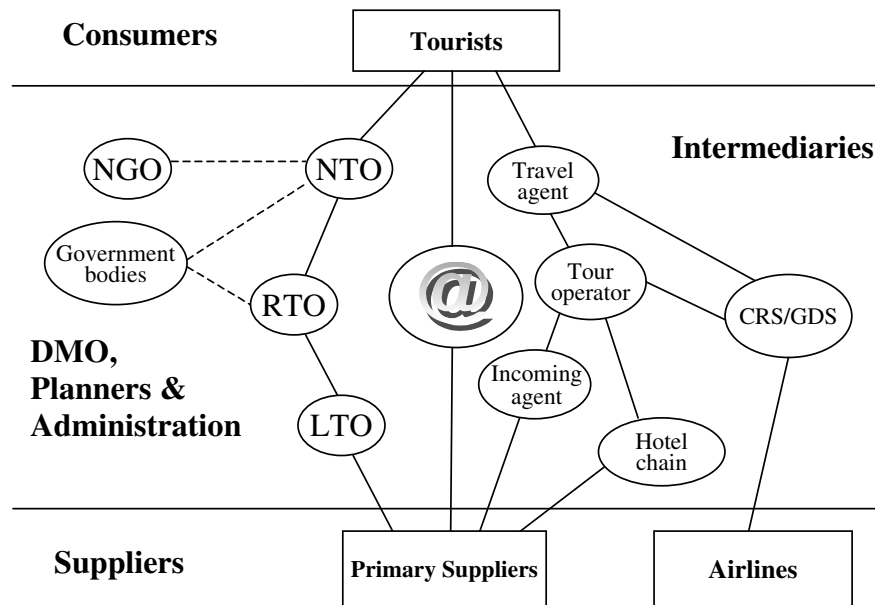 Consumers
Tourists
Intermediaries
NGO
NTO
Travel
agent
Government
bodies
Tour
operator
@
RTO
CRS/GDS
DMO,
Planners &
Administration
Incoming
agent
LTO
Hotel
chain
Suppliers
Primary Suppliers
Airlines